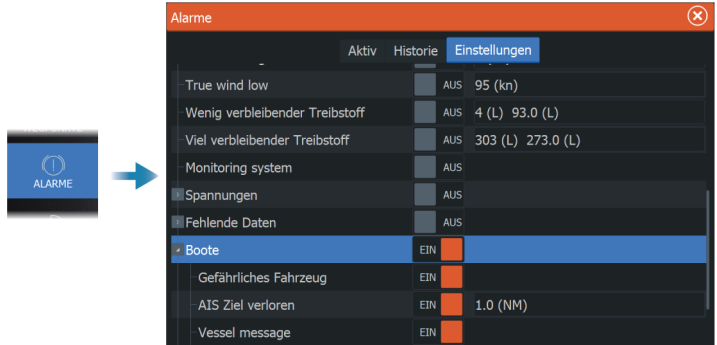 ALARME
Alarme
Aktiv Historie Einstellungen
True wind low AUS 95 (kn)
Wenig verbleibender Treibstoff AUS 4 (L) 93.0 (L)
Viel verbleibender Treibstoff AUS 303 (L) 273.0 (L)
Monitoring system AUS
Spannungen AUS
Fehlende Daten AUS
Boote EIN
Gefährliches Fahrzeug EIN
AIS Ziel verloren EIN 1.0 (NM)
Vessel message EIN